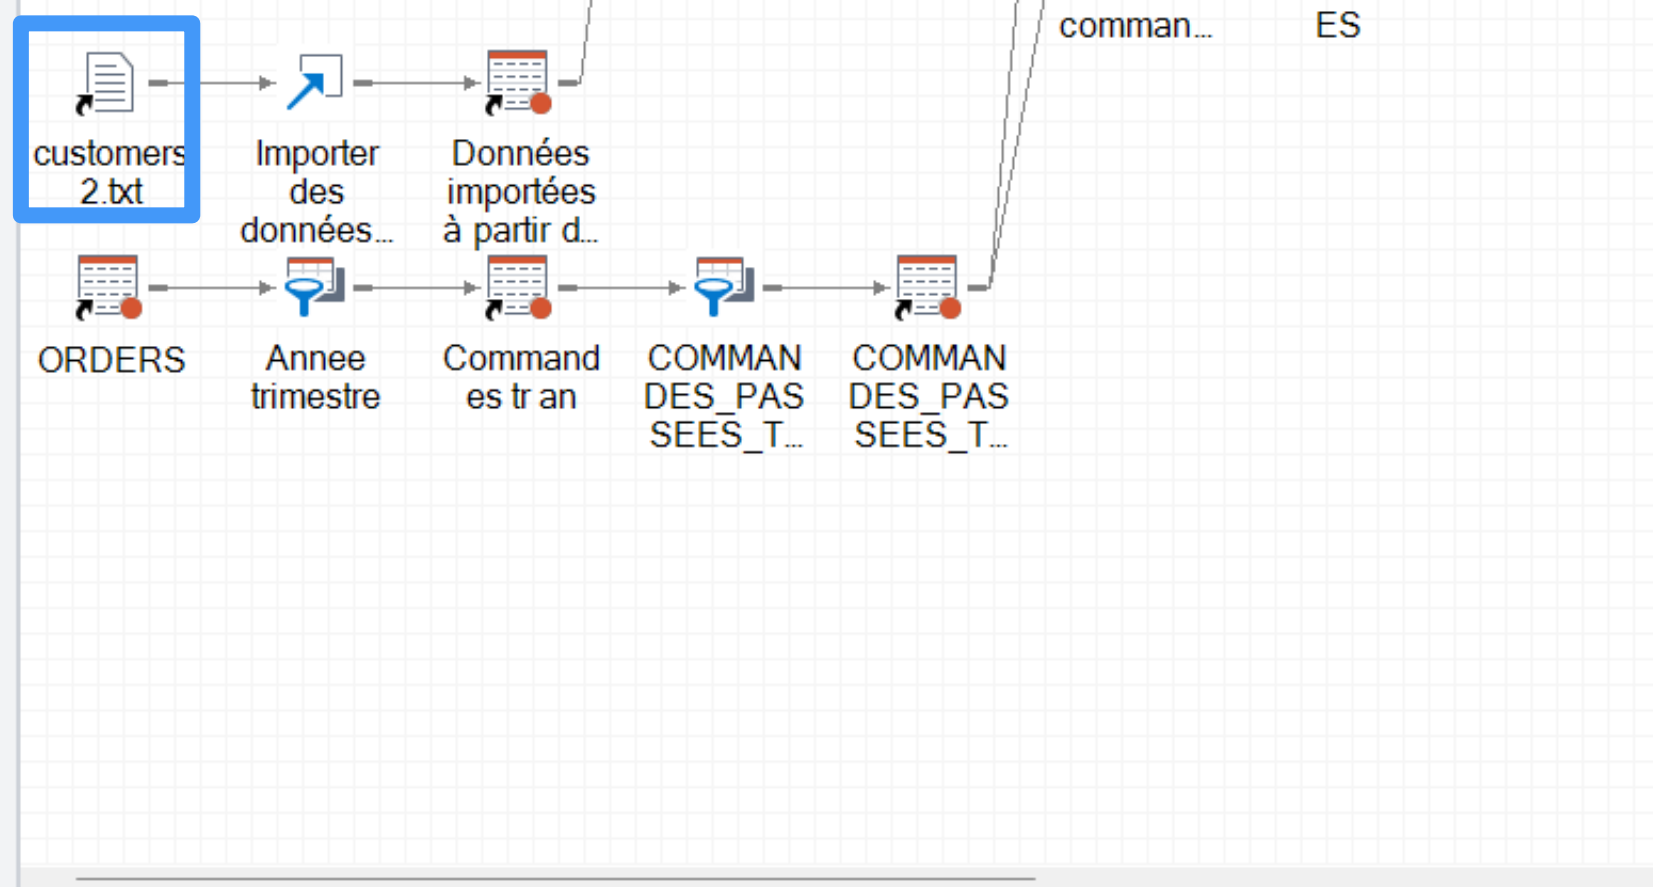 comman...
ES
customers
2.txt
Importer
des
données...
Données
importées
à partir d...
ORDERS
Annee
trimestre
Command
es tr an
COMMAN
DES_PAS
SEES_T...
COMMAN
DES_PAS
SEES_T...